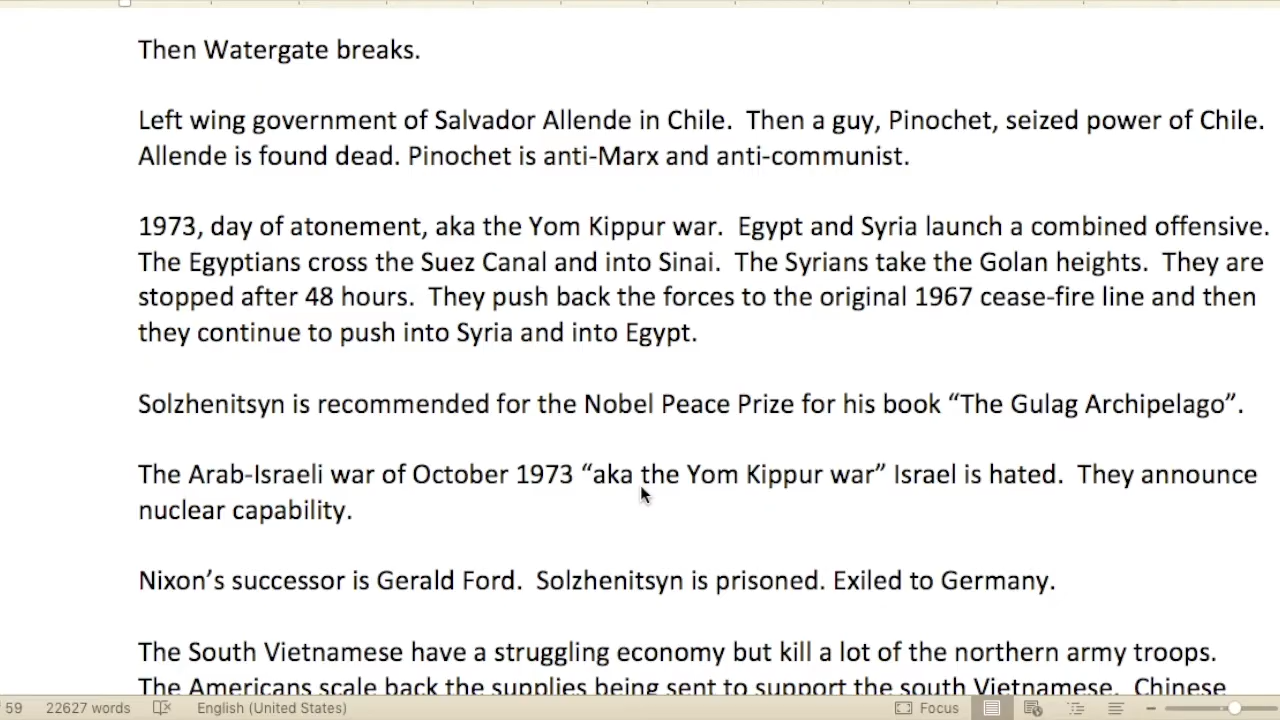 Then Watergate breaks.
Left wing government of Salvador Allende in Chile.  Then a guy, Pinochet, seized power of Chile.
Allende is found dead. Pinochet is anti-Marx and anti-communist.
1973, day of atonement, aka the Yom Kippur war.  Egypt and Syria launch a combined offensive.
The Egyptians cross the Suez Canal and into Sinai.  The Syrians take the Golan heights.  They are
stopped after 48 hours.  They push back the forces to the original 1967 cease-fire line and then
they continue to push into Syria and into Egypt.
Solzhenitsyn is recommended for the Nobel Peace Prize for his book “The Gulag Archipelago”.
The Arab-Israeli war of October 1973 “aka the Yom Kippur war” Israel is hated.  They announce
nuclear capability.
Nixon’s successor is Gerald Ford.  Solzhenitsyn is prisoned. Exiled to Germany.
The South Vietnamese have a struggling economy but kill a lot of the northern army troops.
The Americans scale back the supplies being sent to support the south Vietnamese.  Chinese
59 22627 words English (United States) Focus